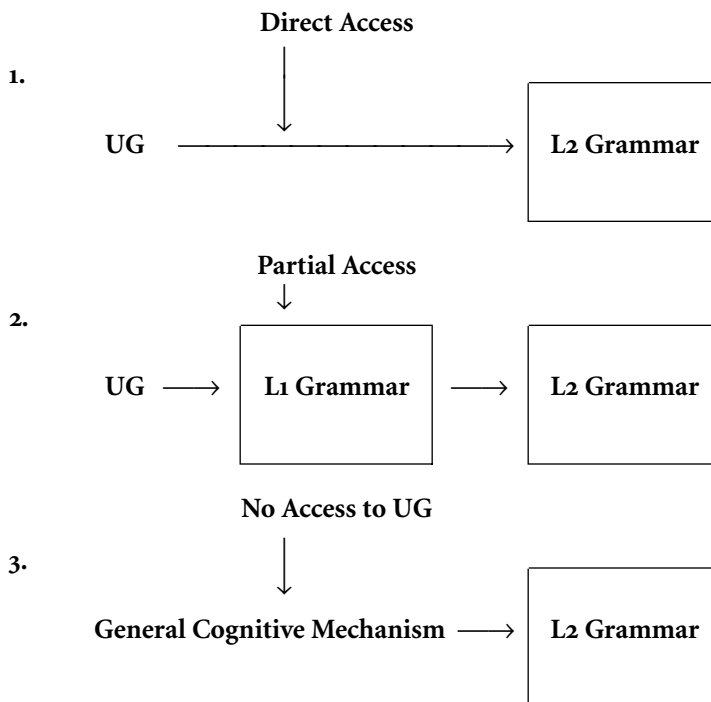 Direct Access
1.
UG L2 Grammar
Partial Access
2.
UG L1 Grammar L2 Grammar
No Access to UG
3.
General Cognitive Mechanism L2 Grammar